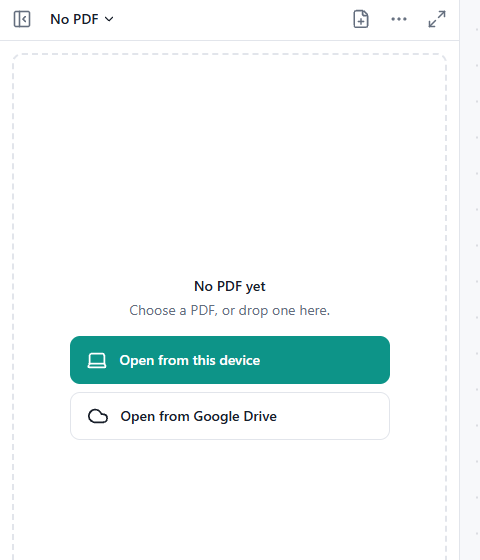 No PDF
No PDF yet
Choose a PDF, or drop one here.
Open from this device
Open from Google Drive